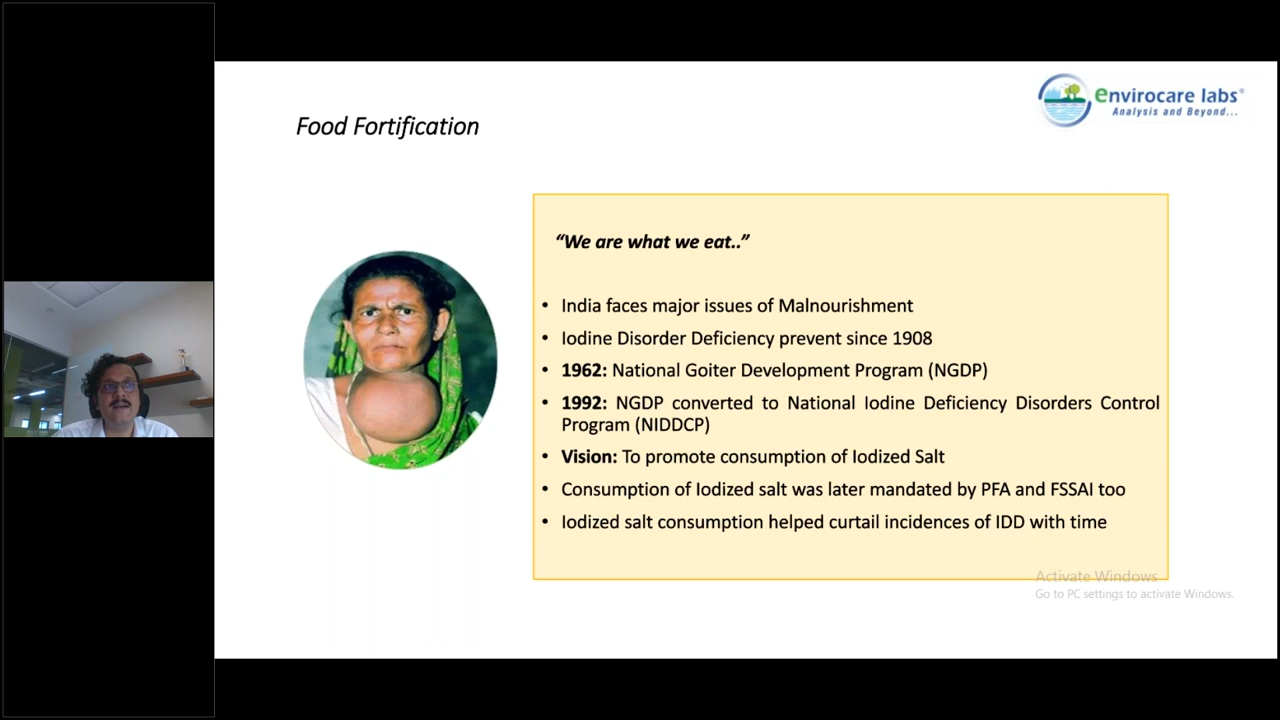 envirocare labs®
Analysis and Beyond...
Food Fortification
“We are what we eat..”
• India faces major issues of Malnourishment
• Iodine Disorder Deficiency prevent since 1908
• 1962: National Goiter Development Program (NGDP)
• 1992: NGDP converted to National Iodine Deficiency Disorders Control
Program (NIDDCP)
• Vision: To promote consumption of Iodized Salt
• Consumption of Iodized salt was later mandated by PFA and FSSAI too
• Iodized salt consumption helped curtail incidences of IDD with time
Activate Windows
Go to PC settings to activate Windows.